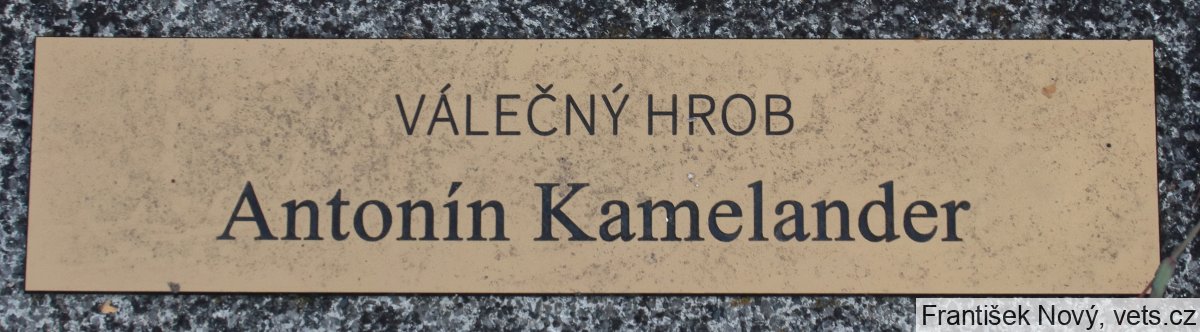 VÁLEČNÝ HROB
Antonín Kamelander
František Nový, vets.cz